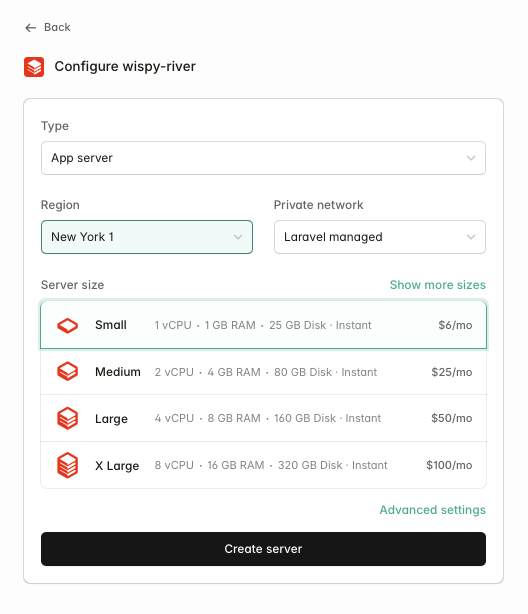 Back
Configure wispy-river
Type
App server
Region Private network
New York 1 Laravel managed
Server size Show more sizes
Small 1 vCPU · 1 GB RAM · 25 GB Disk · Instant $6/mo
Medium 2 vCPU · 4 GB RAM · 80 GB Disk · Instant $25/mo
Large 4 vCPU · 8 GB RAM · 160 GB Disk · Instant $50/mo
X Large 8 vCPU · 16 GB RAM · 320 GB Disk · Instant $100/mo
Advanced settings
Create server